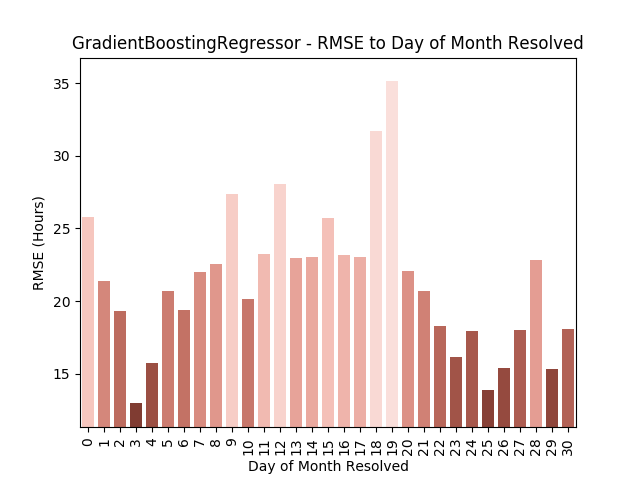 GradientBoostingRegressor - RMSE to Day of Month Resolved
35
30
25
20
15
RMSE (Hours)
0 1 2 3 4 5 6 7 8 9 10 11 12 13 14 15 16 17 18 19 20 21 22 23 24 25 26 27 28 29 30
Day of Month Resolved